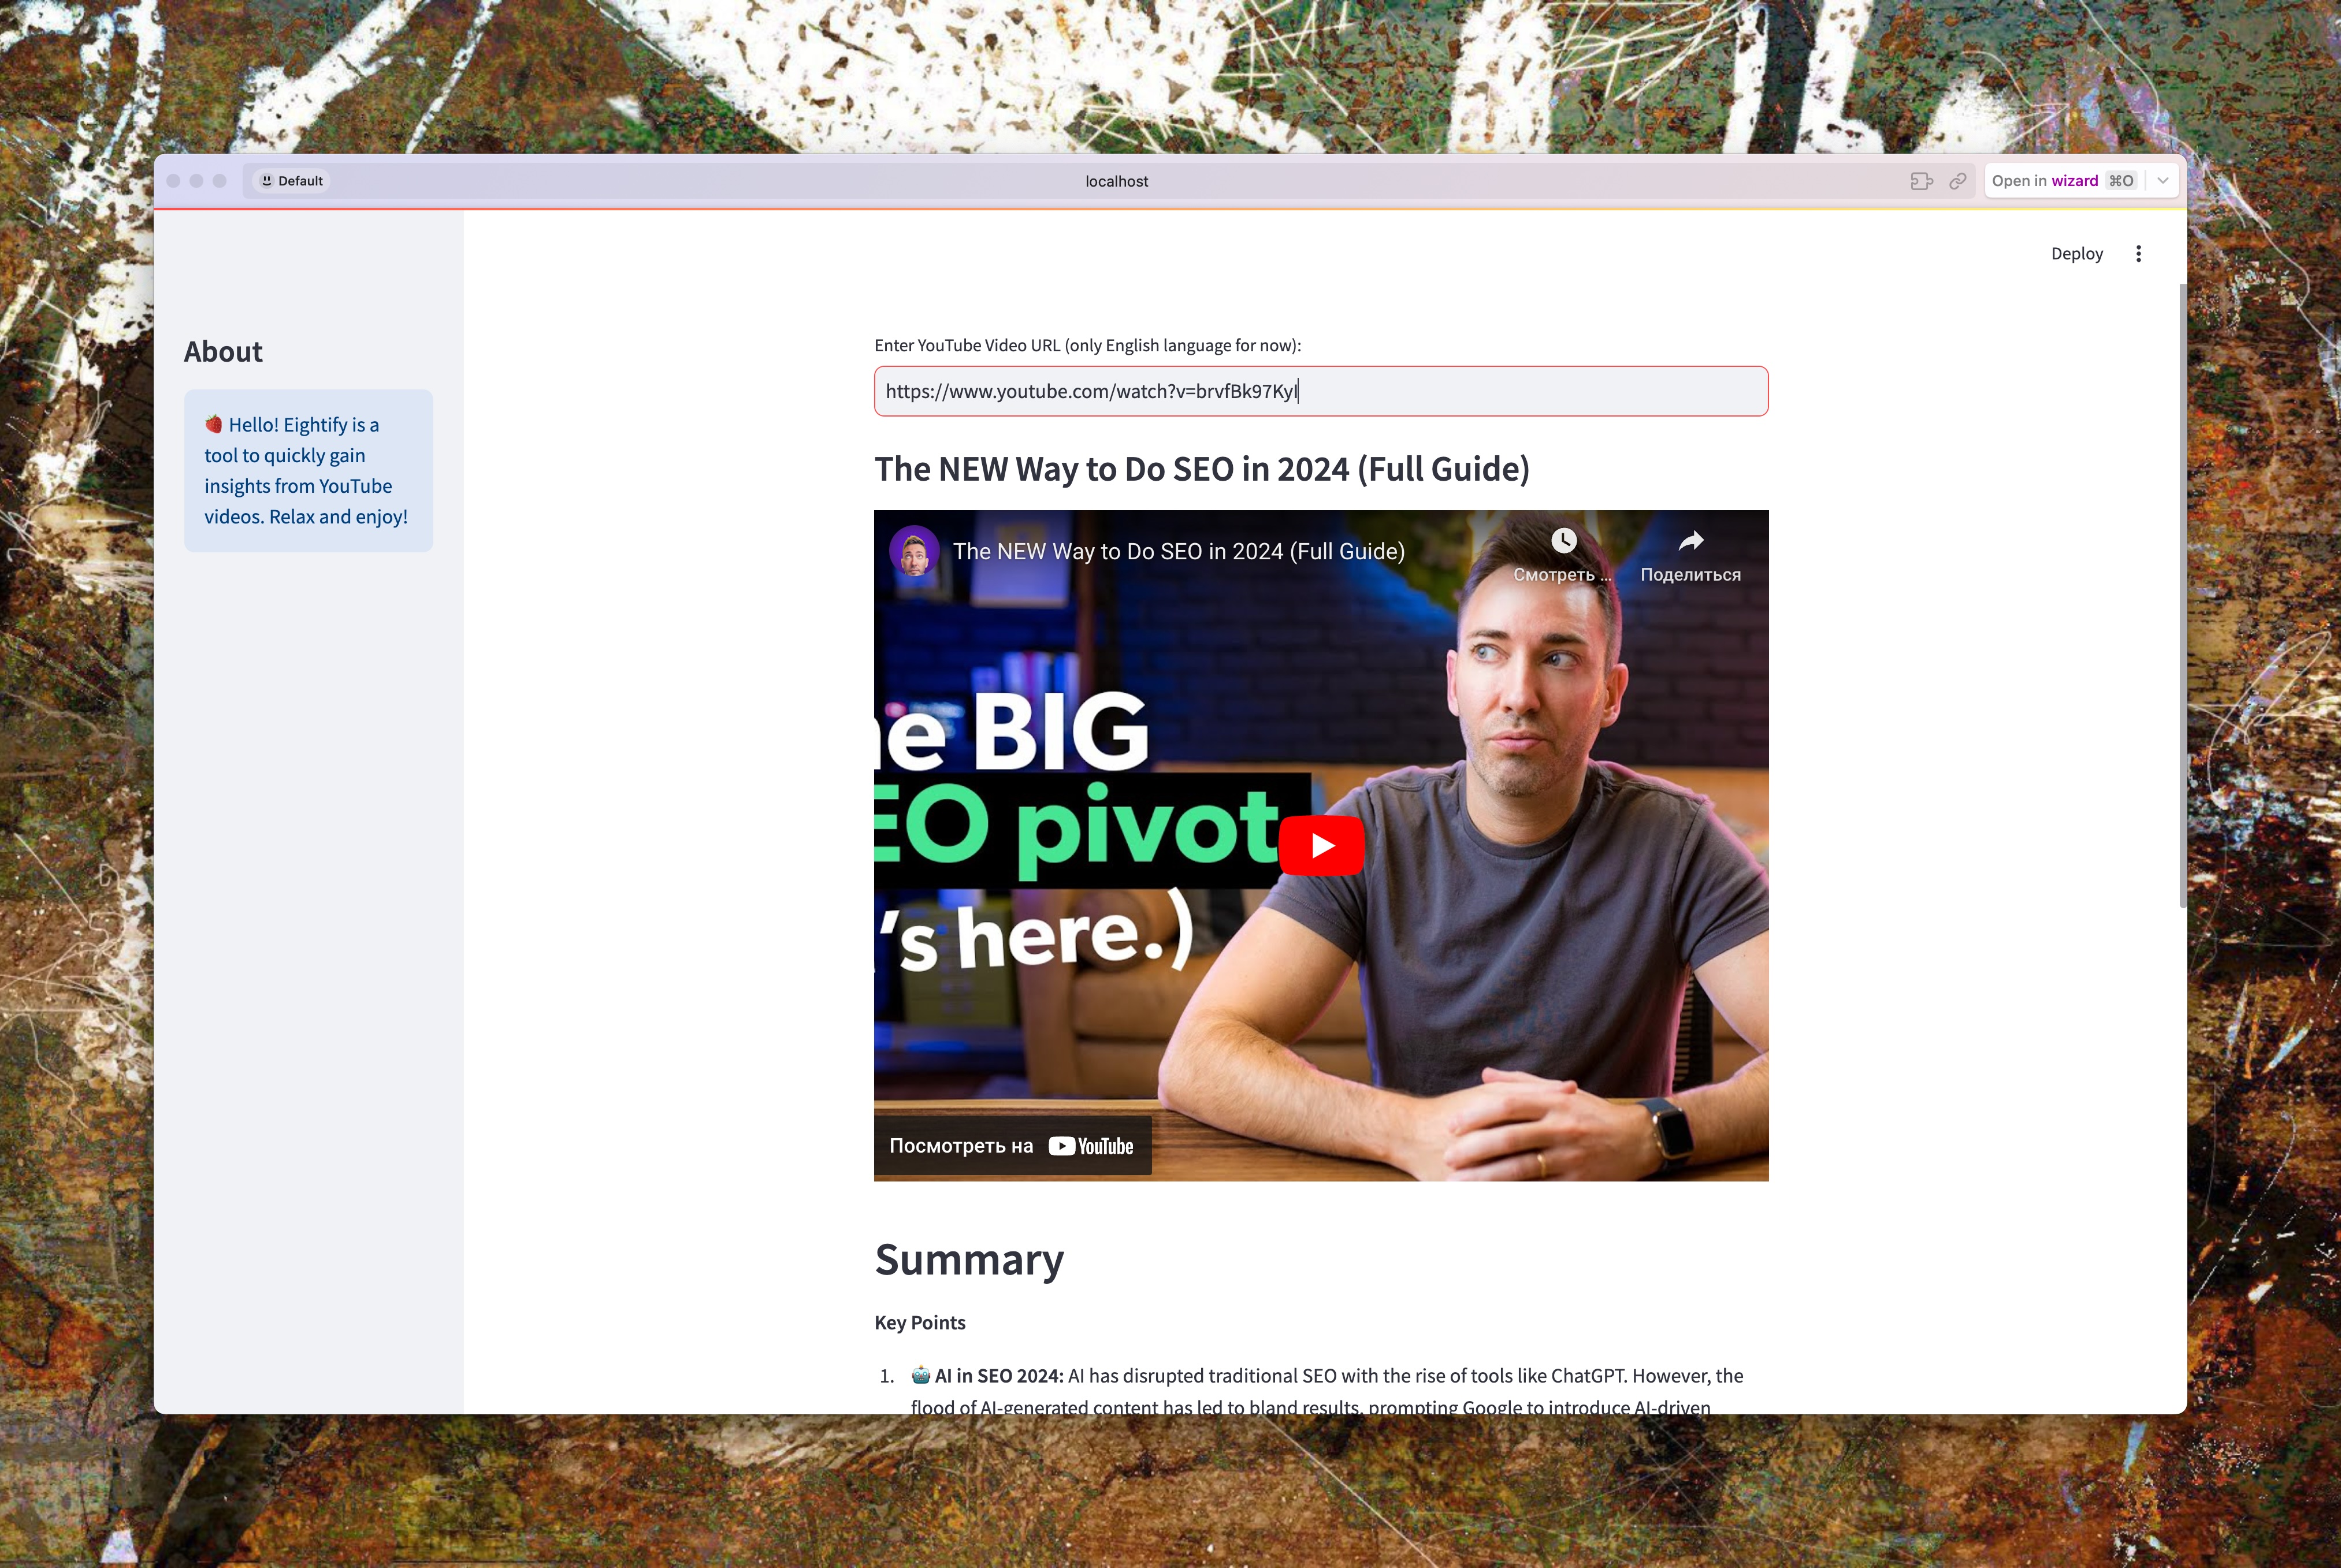 Default
localhost
Open in wizard ⌘O
Deploy
About
🍓 Hello! Eightify is a
tool to quickly gain
insights from YouTube
videos. Relax and enjoy!
Enter YouTube Video URL (only English language for now):
https://www.youtube.com/watch?v=brvfBk97KyI
The NEW Way to Do SEO in 2024 (Full Guide)
The NEW Way to Do SEO in 2024 (Full Guide)
Смотреть ...
Поделиться
he BIG
EO pivot
’s here.)
Посмотреть на YouTube
Summary
Key Points
1. 🤖 AI in SEO 2024: AI has disrupted traditional SEO with the rise of tools like ChatGPT. However, the
flood of AI-generated content has led to bland results, prompting Google to introduce AI-driven